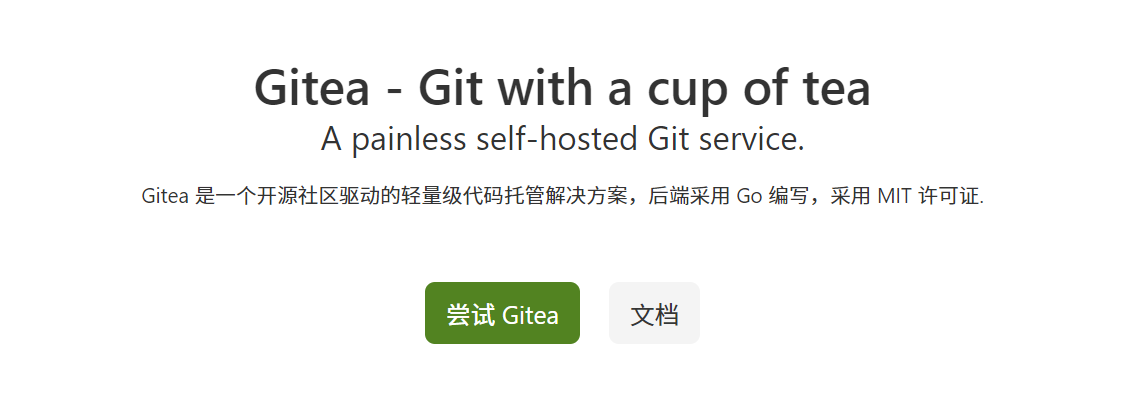 Gitea - Git with a cup of tea
A painless self-hosted Git service.
Gitea 是一个开源社区驱动的轻量级代码托管解决方案，后端采用 Go 编写，采用 MIT 许可证.
尝试 Gitea
文档